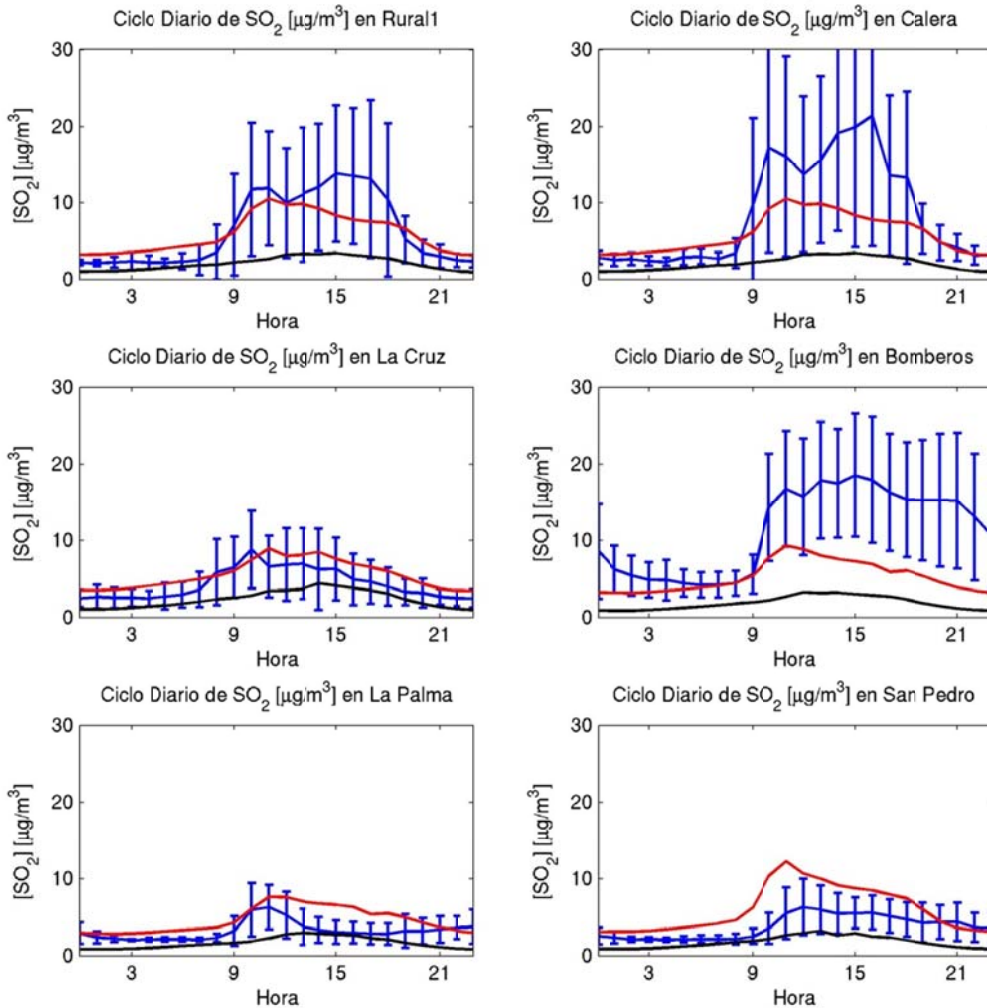 Ciclo Diario de SO2 [μg/m3] en Rural1
30
20
10
0
[SO2] [μg/m3]
3 9 15 21
Hora
Ciclo Diario de SO2 [μg/m3] en Calera
30
20
10
0
[SO2] [μg/m3]
3 9 15 21
Hora
Ciclo Diario de SO2 [μg/m3] en La Cruz
30
20
10
0
[SO2] [μg/m3]
3 9 15 21
Hora
Ciclo Diario de SO2 [μg/m3] en Bomberos
30
20
10
0
[SO2] [μg/m3]
3 9 15 21
Hora
Ciclo Diario de SO2 [μg/m3] en La Palma
30
20
10
0
[SO2] [μg/m3]
3 9 15 21
Hora
Ciclo Diario de SO2 [μg/m3] en San Pedro
30
20
10
0
[SO2] [μg/m3]
3 9 15 21
Hora